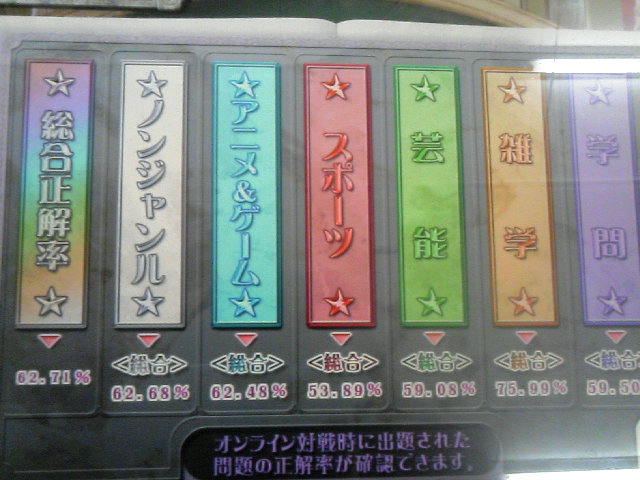 総合正解率
62.71%
ノンジャンル
<総合>
62.68%
アニメ&ゲーム
<総合>
62.48%
スポーツ
<総合>
53.89%
芸能
<総合>
59.08%
雑学
<総合>
75.99%
学問
<総合>
59.50
オンライン対戦時に出題された
問題の正解率が確認できます。